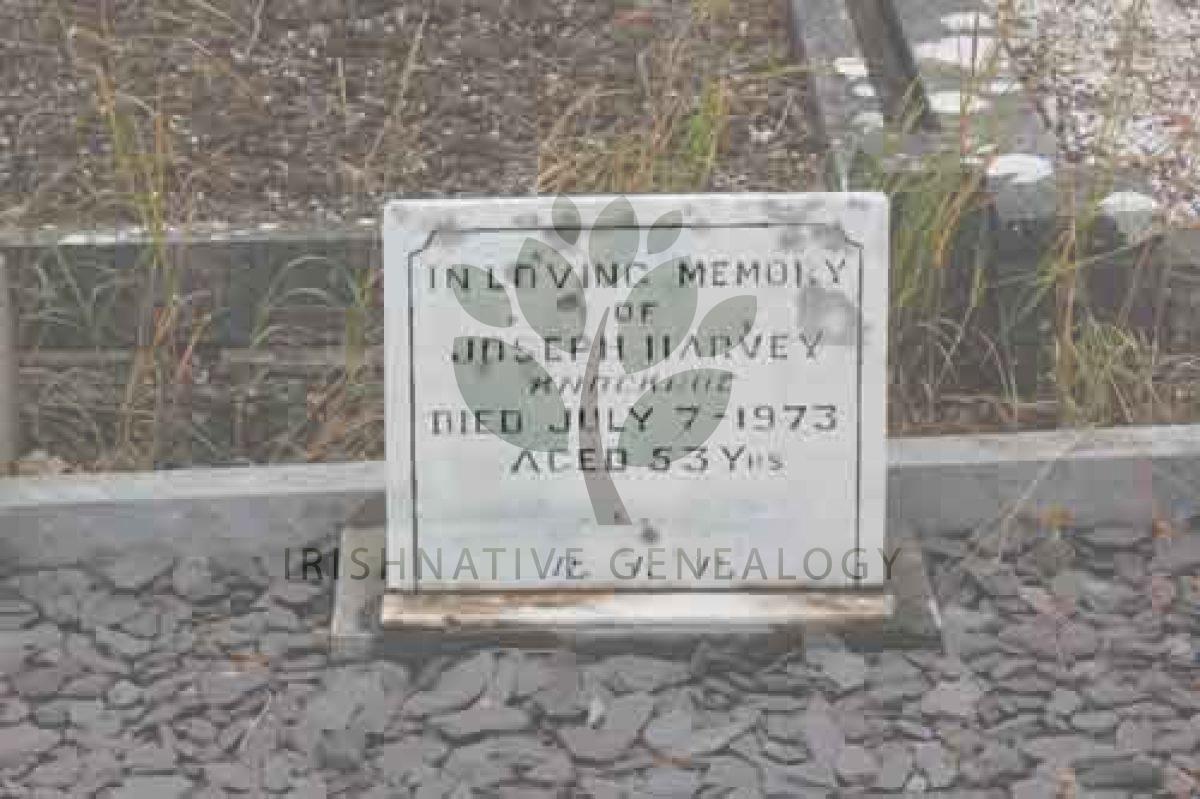 IN LOVING MEMORY
OF
JOSEPH HARVEY
DIED JULY 7-1973
AGED 53 YRS
IRISHNATIVE GENEALOGY